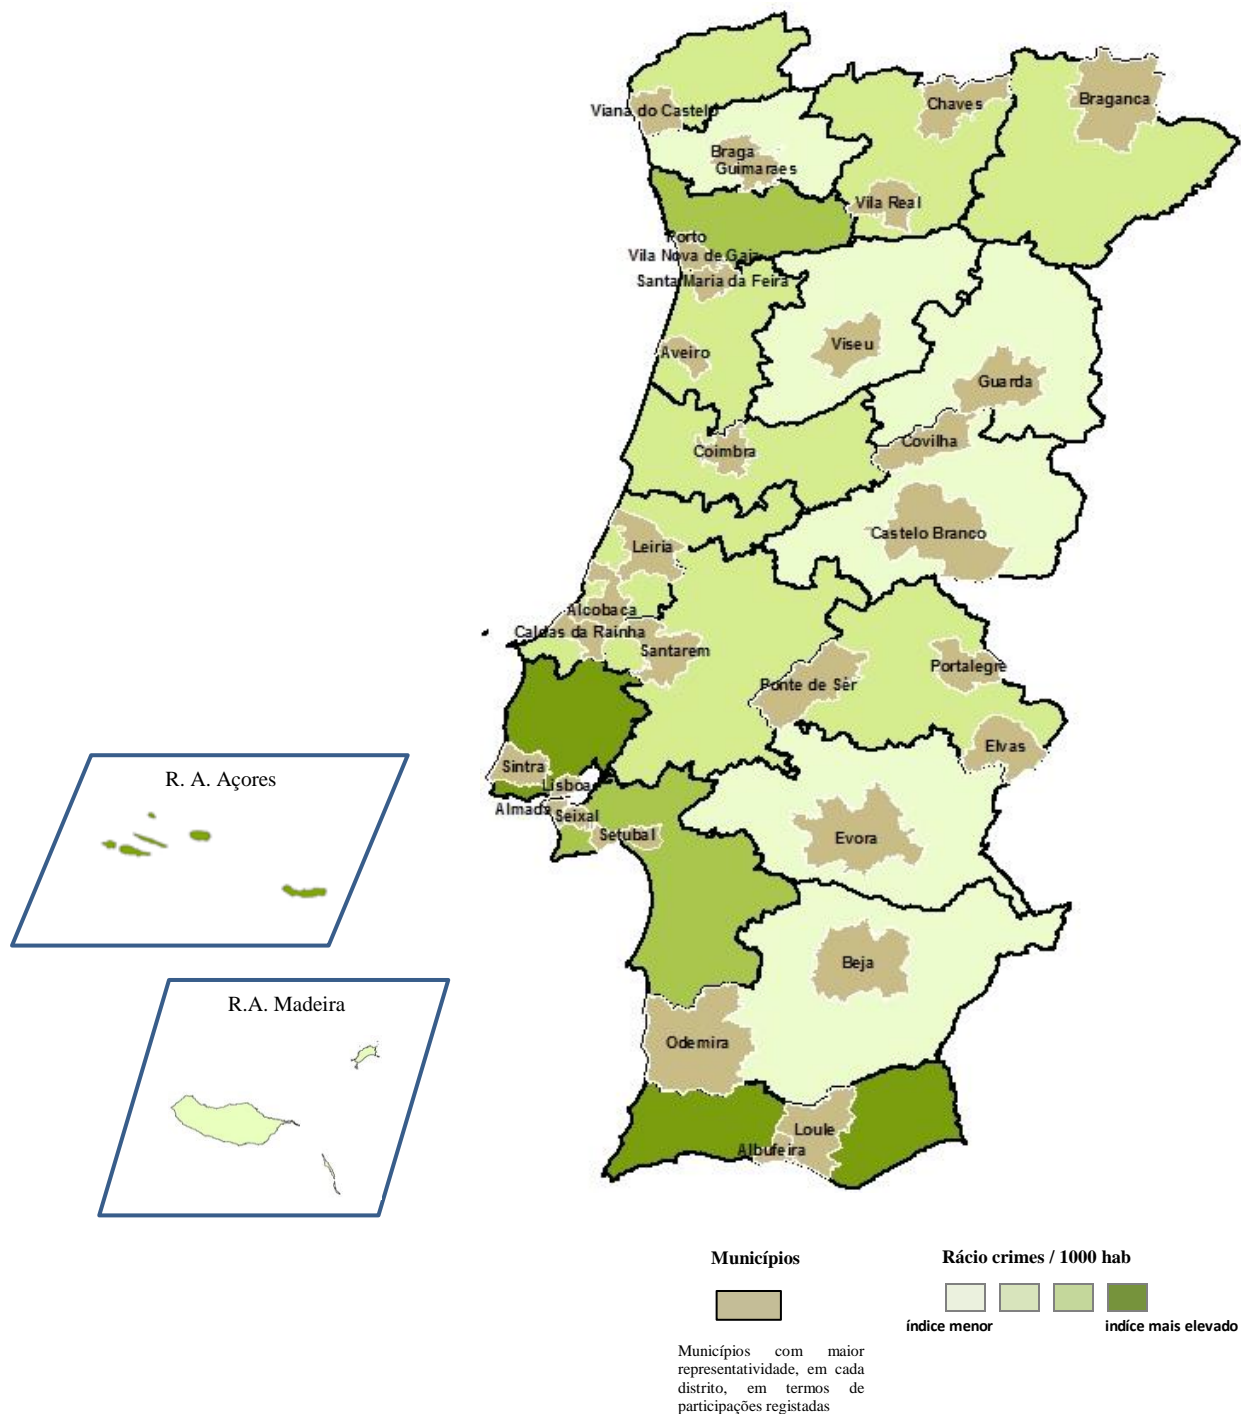 Viana do Castelo
Chaves
Braganca
Braga
Guimaraes
Vila Real
Porto
Vila Nova de Gaia
Santa Maria da Feira
Viseu
Aveiro
Guarda
Covilha
Coimbra
Castelo Branco
Leiria
Alcobaca
Caldas da Rainha
Santarem
Portalegre
Ponte de Sôr
Elvas
Sintra
Lisboa
Almada
Seixal
Setubal
Evora
R. A. Açores
Beja
R.A. Madeira
Odemira
Loule
Albufeira
Municípios
Rácio crimes / 1000 hab
índice menor
indíce mais elevado
Municípios com maior
representatividade, em cada
distrito, em termos de
participações registadas